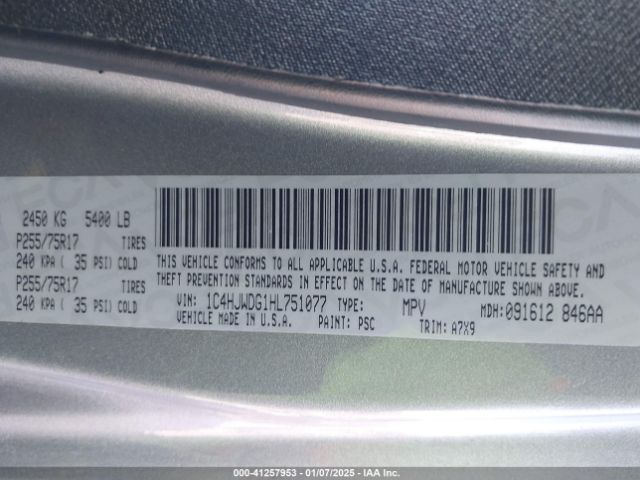 2450 KG 5400 LB
P255/75R17 TIRES
240 KPA ( 35 PSI) COLD
P255/75R17 TIRES
240 KPA ( 35 PSI) COLD
THIS VEHICLE CONFORMS TO ALL APPLICABLE U.S.A. FEDERAL MOTOR VEHICLE SAFETY AND
THEFT PREVENTION STANDARDS IN EFFECT ON THE DATE OF MANUFACTURE SHOWN ABOVE.
VIN: 1C4HJWDG1HL751077 TYPE: MPV MDH: 091612 846AA
VEHICLE MADE IN U.S.A. PAINT: PSC TRIM: A7X9
000-41257953 — 01/07/2025 — IAA Inc.